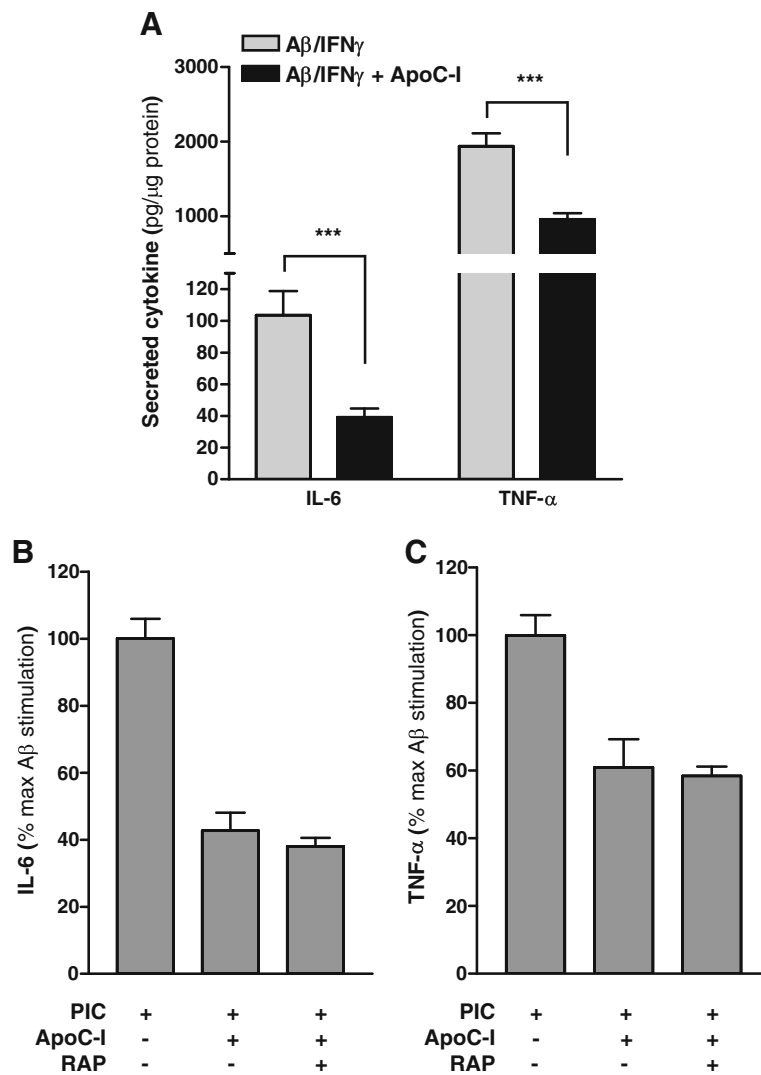 A
Aβ/IFNγ
Aβ/IFNγ + ApoC-I
Secreted cytokine (pg/μg protein)
3000
2000
1000
120
100
80
60
40
20
0
***
***
IL-6
TNF-α
B
IL-6 (% max Aβ stimulation)
120
100
80
60
40
20
0
PIC + + +
ApoC-I - + +
RAP - - +
C
TNF-α (% max Aβ stimulation)
120
100
80
60
40
20
0
PIC + + +
ApoC-I - + +
RAP - - +